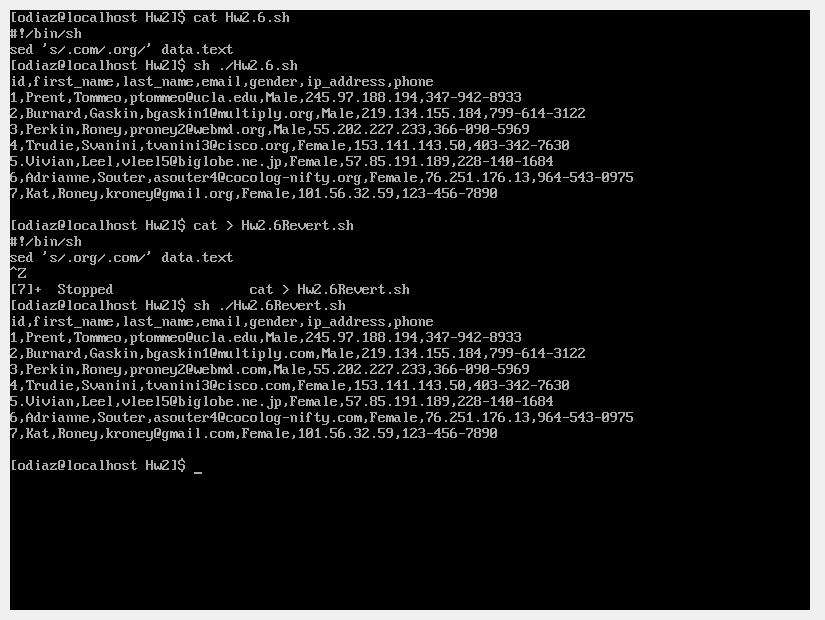 [odiaz@localhost Hw2]$ cat Hw2.6.sh
#!/bin/sh
sed 's/.com/.org/' data.text
[odiaz@localhost Hw2]$ sh ./Hw2.6.sh
id,first_name,last_name,email,gender,ip_address,phone
1,Prent,Tommeo,ptommeo@ucla.edu,Male,245.97.188.194,347-942-8933
2,Burnard,Gaskin,bgaskin1@multiply.org,Male,219.134.155.184,799-614-3122
3,Perkin,Roney,proney2@webmd.org,Male,55.202.227.233,366-090-5969
4,Trudie,Svanini,tvanini3@cisco.org,Female,153.141.143.50,403-342-7630
5.Vivian,Leel,vleel5@biglobe.ne.jp,Female,57.85.191.189,228-140-1684
6,Adrianne,Souter,asouter4@cocolog-nifty.org,Female,76.251.176.13,964-543-0975
7,Kat,Roney,kroney@gmail.org,Female,101.56.32.59,123-456-7890
[odiaz@localhost Hw2]$ cat > Hw2.6Revert.sh
#!/bin/sh
sed 's/.org/.com/' data.text
^Z
[7]+  Stopped                 cat > Hw2.6Revert.sh
[odiaz@localhost Hw2]$ sh ./Hw2.6Revert.sh
id,first_name,last_name,email,gender,ip_address,phone
1,Prent,Tommeo,ptommeo@ucla.edu,Male,245.97.188.194,347-942-8933
2,Burnard,Gaskin,bgaskin1@multiply.com,Male,219.134.155.184,799-614-3122
3,Perkin,Roney,proney2@webmd.com,Male,55.202.227.233,366-090-5969
4,Trudie,Svanini,tvanini3@cisco.com,Female,153.141.143.50,403-342-7630
5.Vivian,Leel,vleel5@biglobe.ne.jp,Female,57.85.191.189,228-140-1684
6,Adrianne,Souter,asouter4@cocolog-nifty.com,Female,76.251.176.13,964-543-0975
7,Kat,Roney,kroney@gmail.com,Female,101.56.32.59,123-456-7890
[odiaz@localhost Hw2]$ _